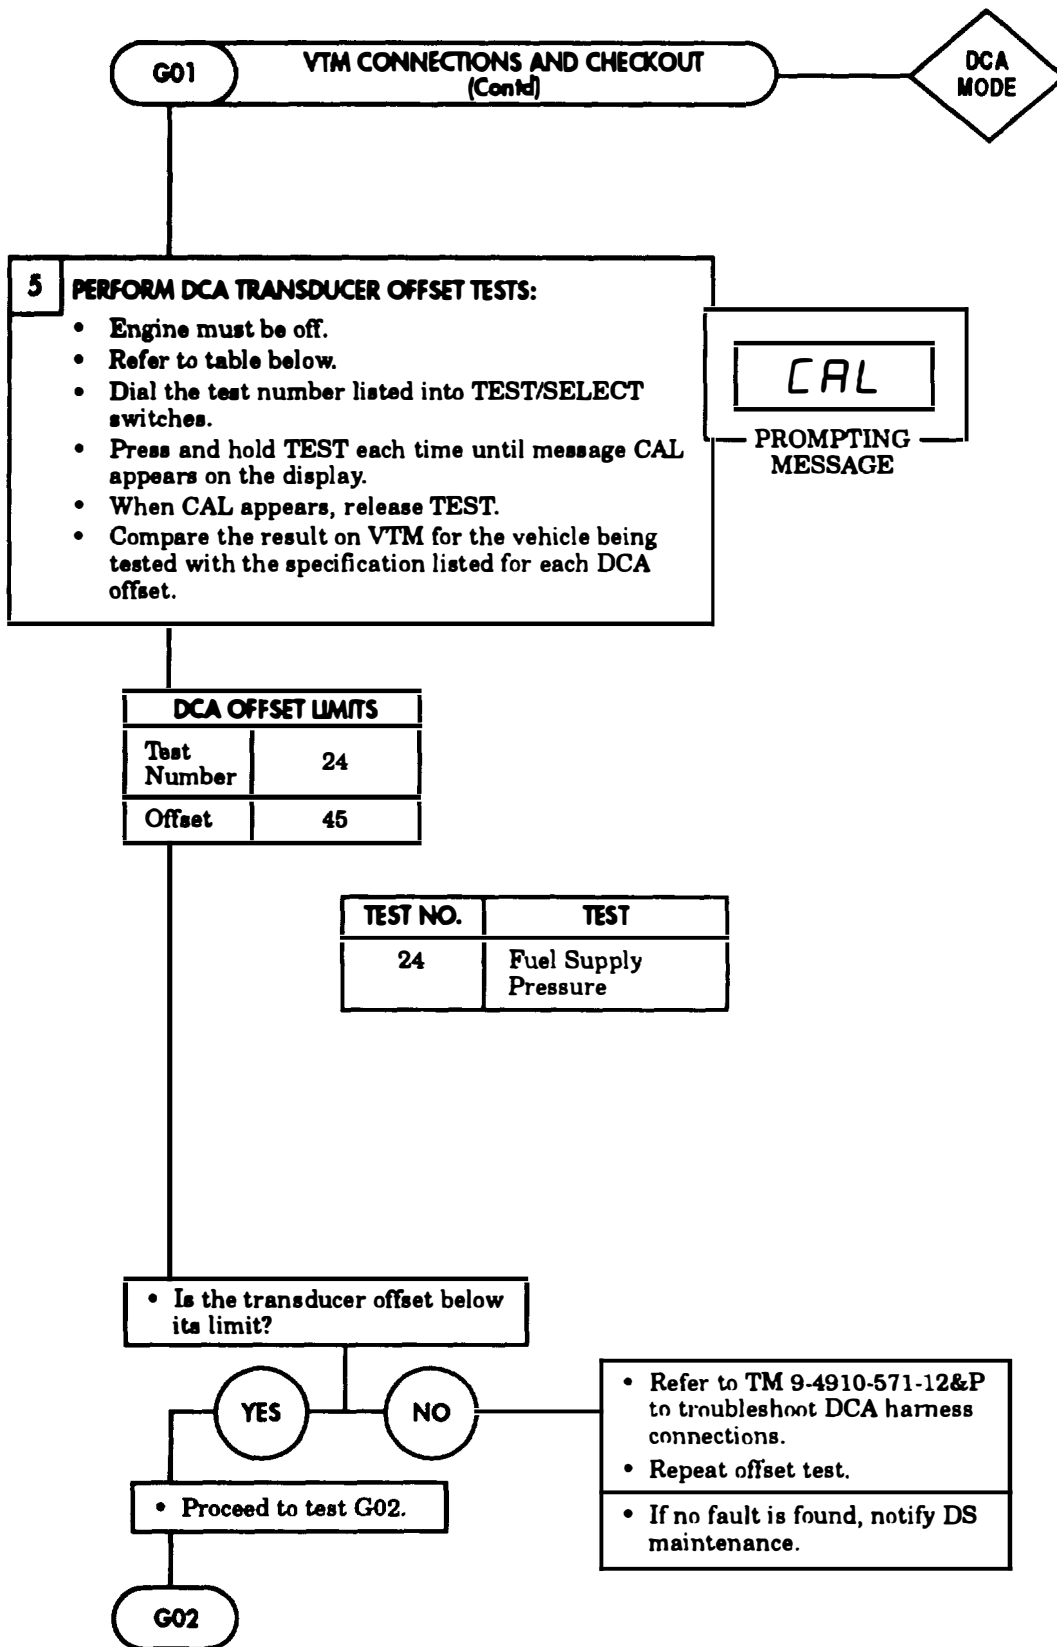 G01
VTM CONNECTIONS AND CHECKOUT
(Contd)
DCA
MODE
5
PERFORM DCA TRANSDUCER OFFSET TESTS:
• Engine must be off.
• Refer to table below.
• Dial the test number listed into TEST/SELECT
switches.
• Press and hold TEST each time until message CAL
appears on the display.
• When CAL appears, release TEST.
• Compare the result on VTM for the vehicle being
tested with the specification listed for each DCA
offset.
CAL
PROMPTING
MESSAGE
DCA OFFSET LIMITS
Test
Number
24
Offset
45
TEST NO.
TEST
24
Fuel Supply
Pressure
• Is the transducer offset below
its limit?
YES
NO
• Refer to TM 9-4910-571-12&P
to troubleshoot DCA harness
connections.
• Repeat offset test.
• If no fault is found, notify DS
maintenance.
• Proceed to test G02.
G02